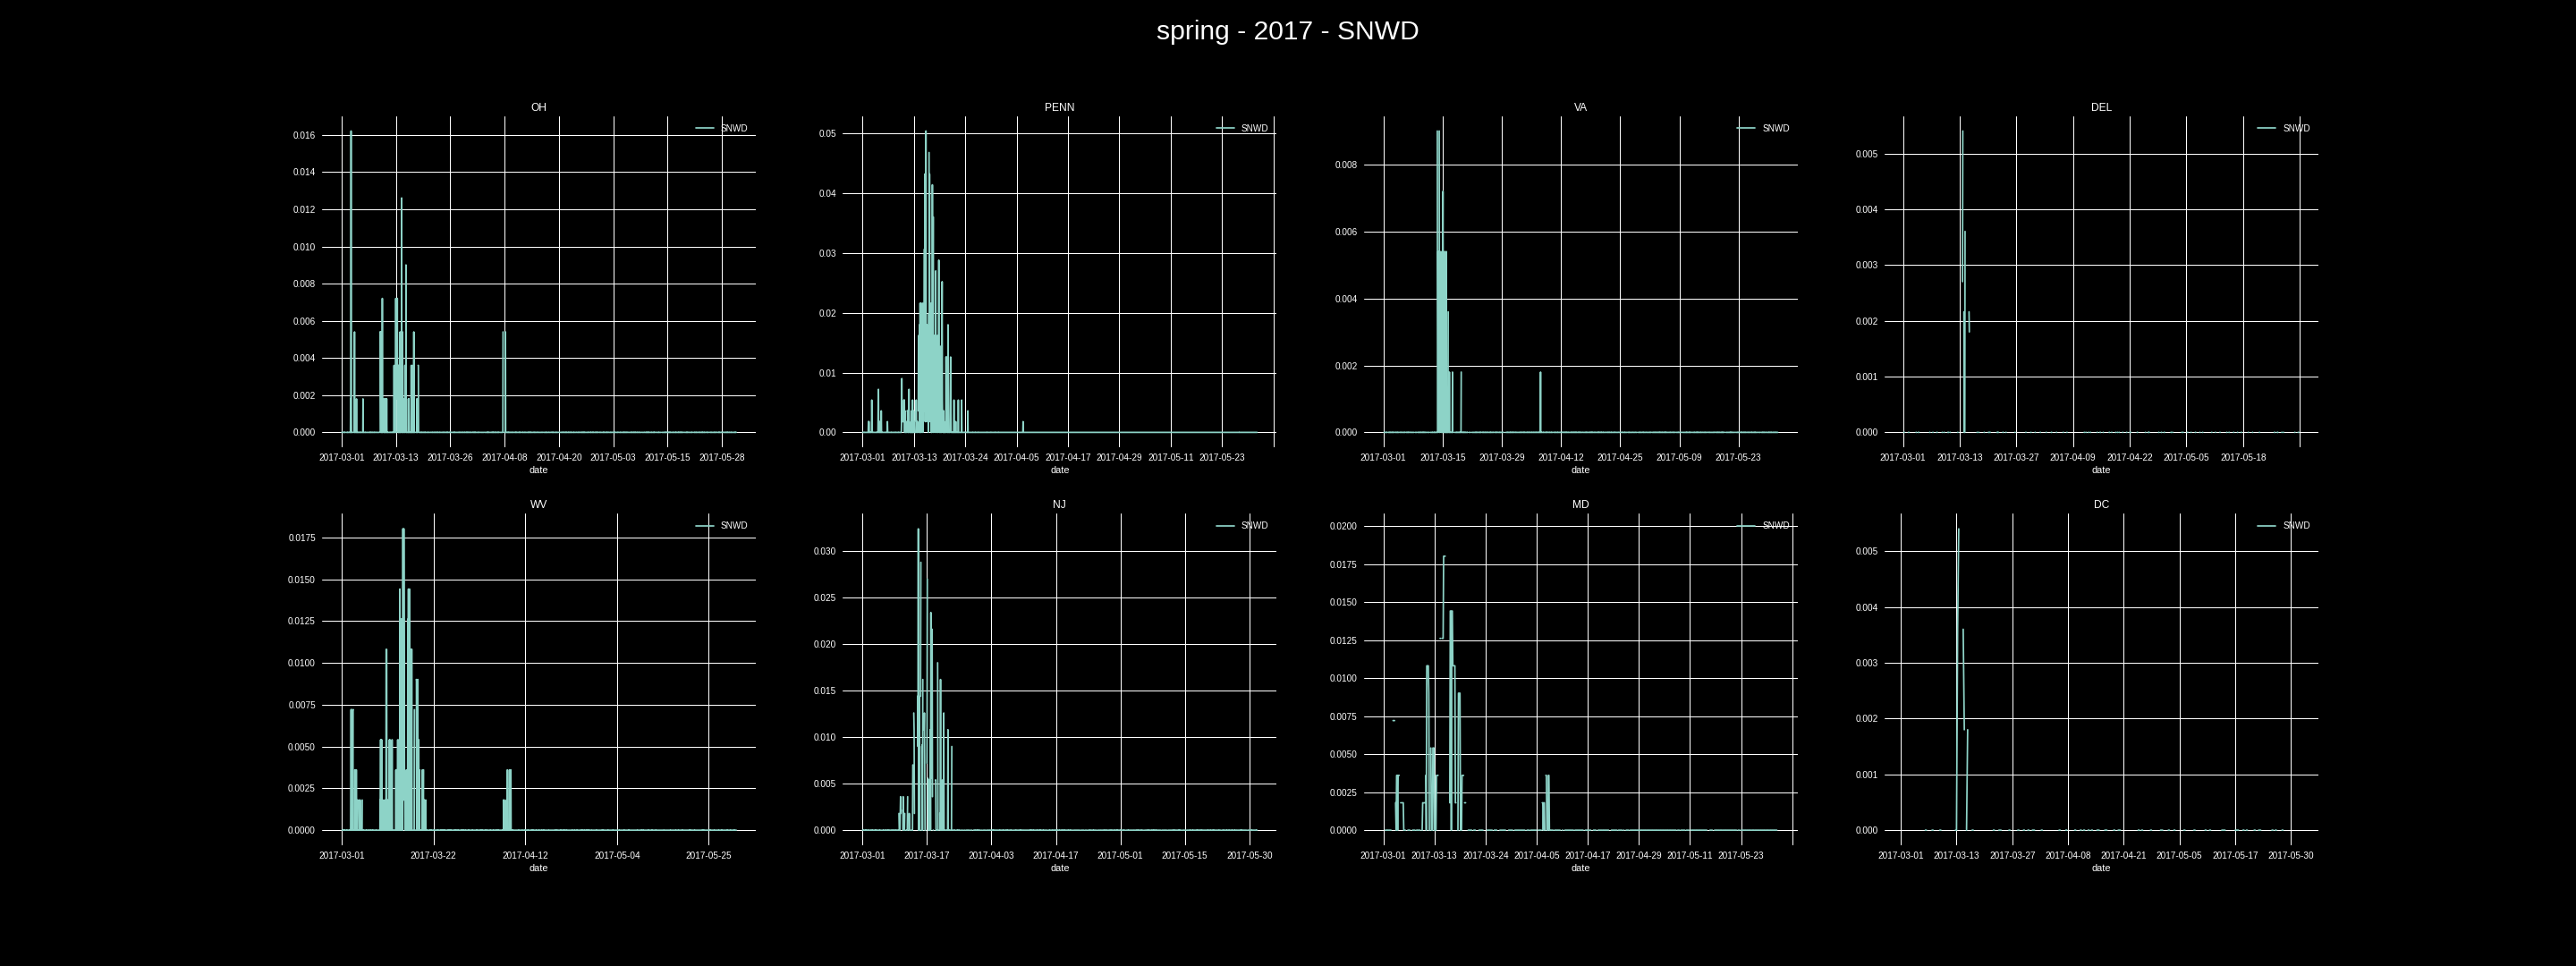 spring - 2017 - SNWD
OH
SNWD
0.016
0.014
0.012
0.010
0.008
0.006
0.004
0.002
0.000
2017-03-01 2017-03-13 2017-03-26 2017-04-08 2017-04-20 2017-05-03 2017-05-15 2017-05-28
date
PENN
SNWD
0.05
0.04
0.03
0.02
0.01
0.00
2017-03-01 2017-03-13 2017-03-24 2017-04-05 2017-04-17 2017-04-29 2017-05-11 2017-05-23
date
VA
SNWD
0.008
0.006
0.004
0.002
0.000
2017-03-01 2017-03-15 2017-03-29 2017-04-12 2017-04-25 2017-05-09 2017-05-23
date
DEL
SNWD
0.005
0.004
0.003
0.002
0.001
0.000
2017-03-01 2017-03-13 2017-03-27 2017-04-09 2017-04-22 2017-05-05 2017-05-18
date
WV
SNWD
0.0175
0.0150
0.0125
0.0100
0.0075
0.0050
0.0025
0.0000
2017-03-01 2017-03-22 2017-04-12 2017-05-04 2017-05-25
date
NJ
SNWD
0.030
0.025
0.020
0.015
0.010
0.005
0.000
2017-03-01 2017-03-17 2017-04-03 2017-04-17 2017-05-01 2017-05-15 2017-05-30
date
MD
SNWD
0.0200
0.0175
0.0150
0.0125
0.0100
0.0075
0.0050
0.0025
0.0000
2017-03-01 2017-03-13 2017-03-24 2017-04-05 2017-04-17 2017-04-29 2017-05-11 2017-05-23
date
DC
SNWD
0.005
0.004
0.003
0.002
0.001
0.000
2017-03-01 2017-03-13 2017-03-27 2017-04-08 2017-04-21 2017-05-05 2017-05-17 2017-05-30
date